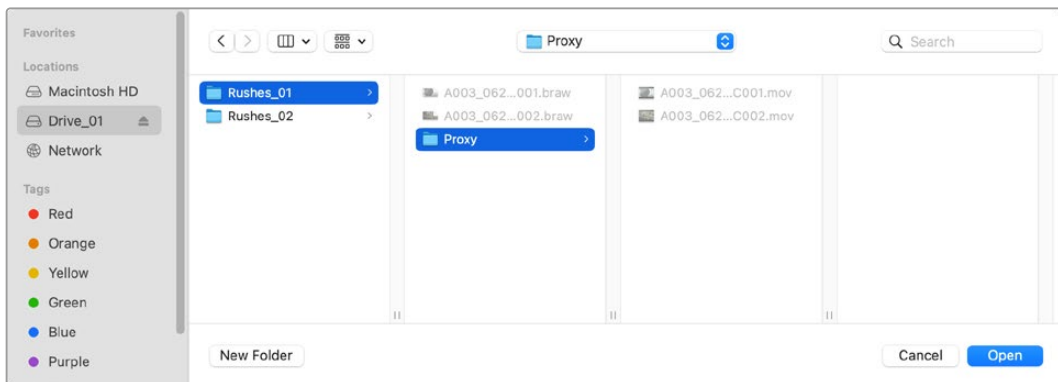 Favorites
Locations
Macintosh HD
Drive_01
Network
Tags
Red
Orange
Yellow
Green
Blue
Purple
Proxy
Search
Rushes_01
Rushes_02
A003_062...001.braw
A003_062...002.braw
Proxy
A003_062...C001.mov
A003_062...C002.mov
New Folder
Cancel
Open